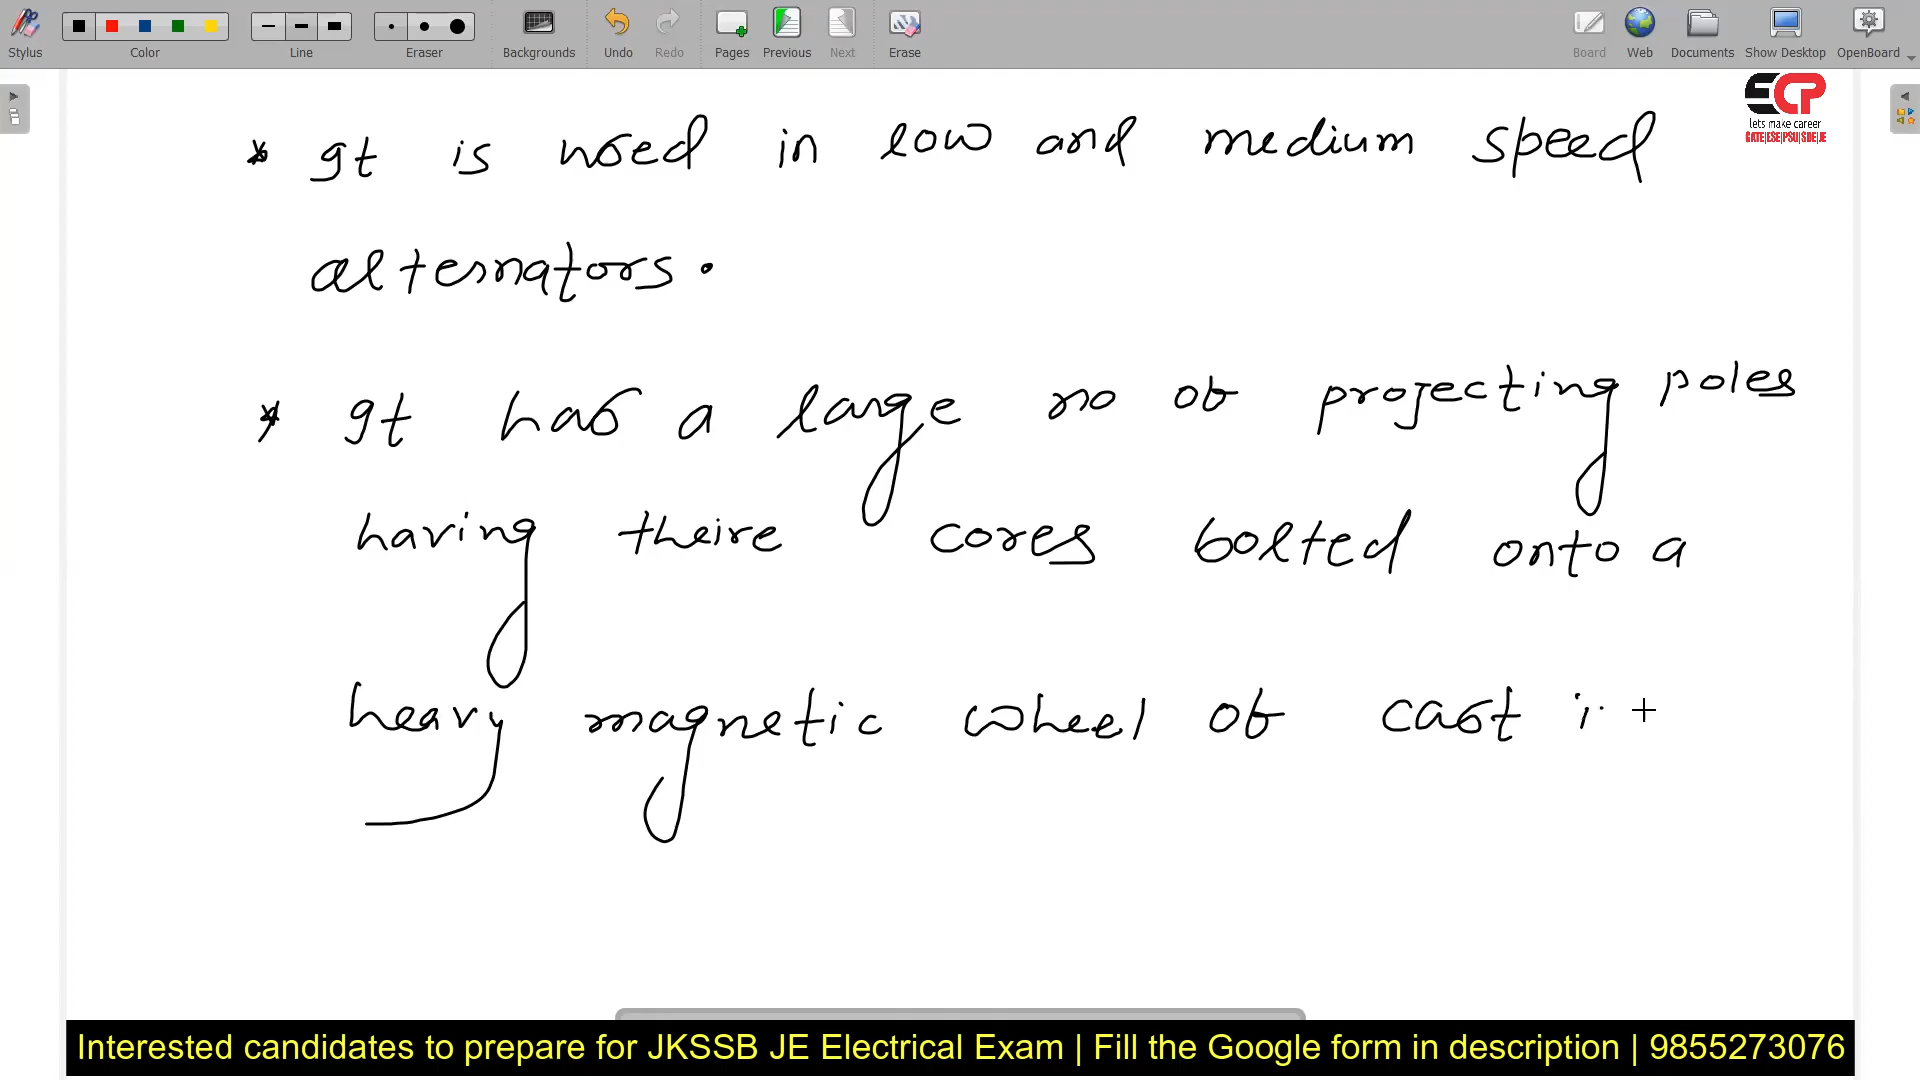 Stylus Color Line Eraser Backgrounds Undo Redo Pages Previous Next Erase Board Web Documents Show Desktop OpenBoard
ECP
lets make career
GATE|ESE|PSU|SDE|JE
* It is used in low and medium speed
alternators.
* It has a large no of projecting poles
having theire cores bolted onto a
heavy magnetic wheel of cast i
Interested candidates to prepare for JKSSB JE Electrical Exam | Fill the Google form in description | 9855273076